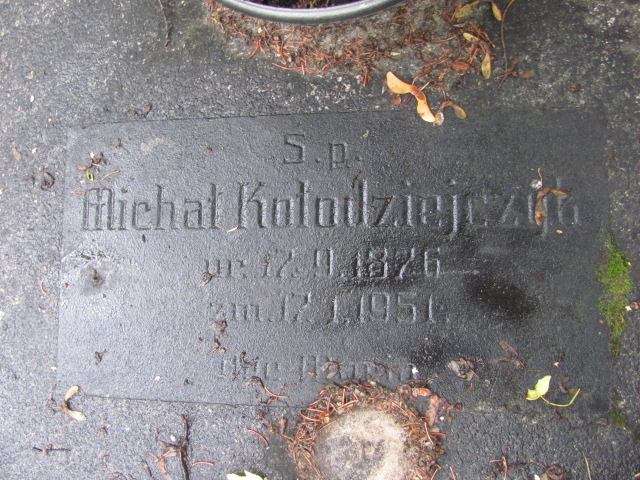 S.p.
Michał Kołodziejczyk
ur. 17.9.1876
zm. 17.1.1951.